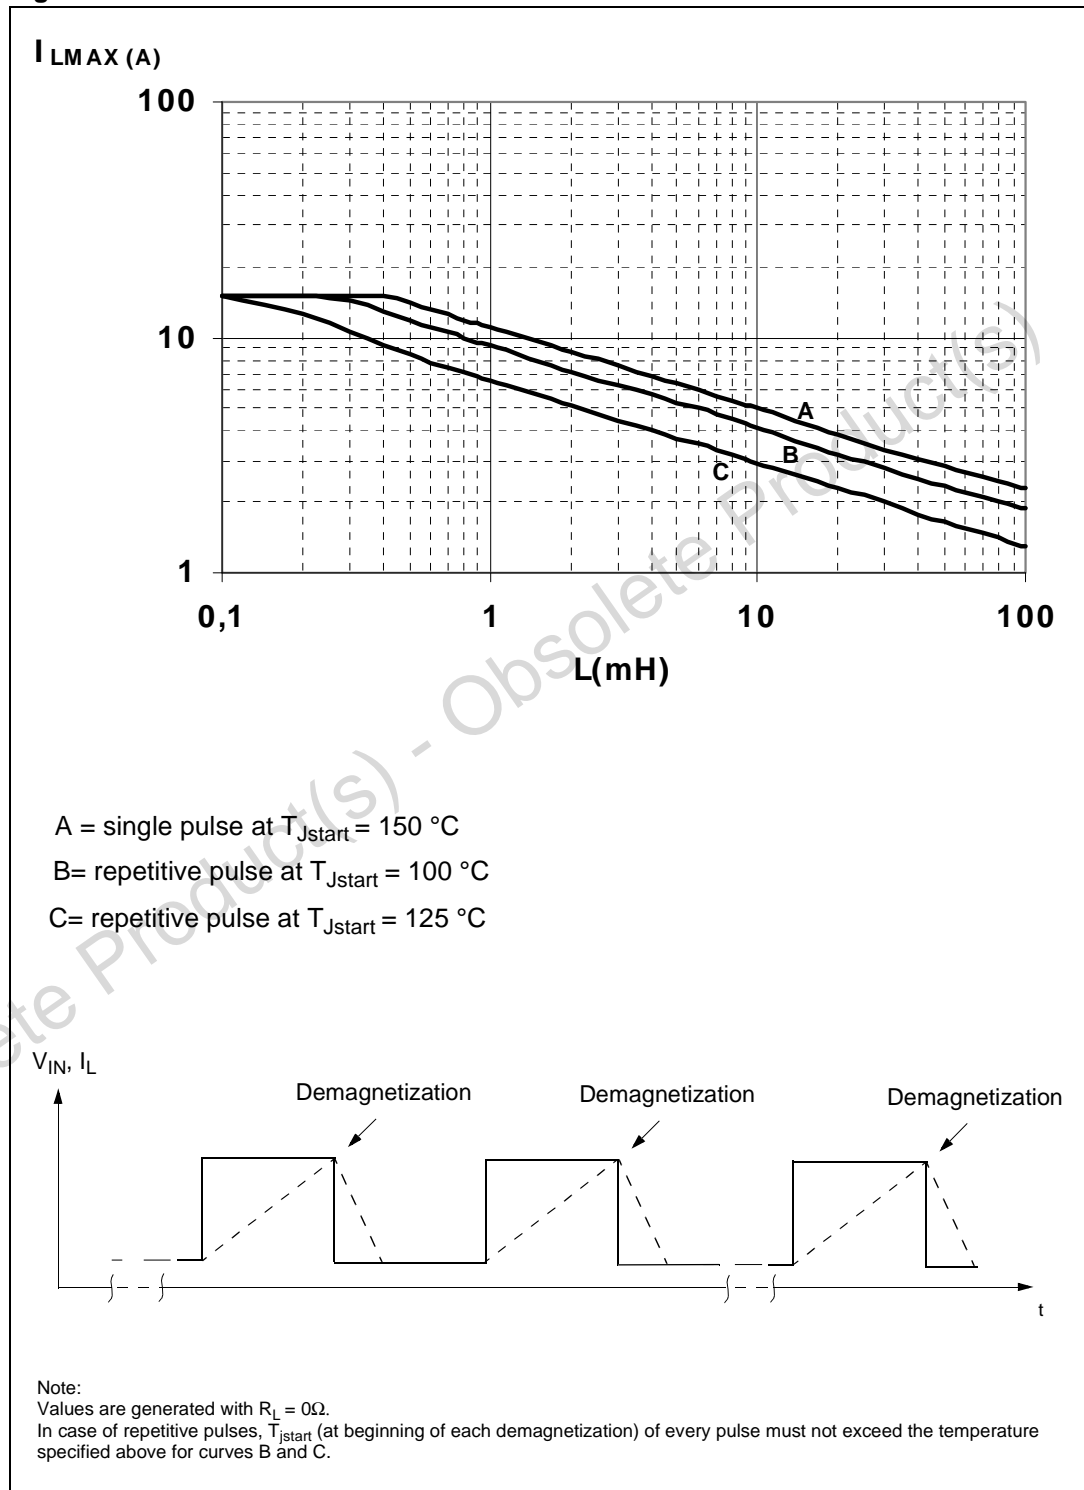 I LMAX (A)
100
10
1
A
B
C
0,1 1 10 100
L(mH)
A = single pulse at TJstart = 150 °C
B= repetitive pulse at TJstart = 100 °C
C= repetitive pulse at TJstart = 125 °C
VIN, IL
Demagnetization Demagnetization Demagnetization
t
Note:
Values are generated with RL = 0Ω.
In case of repetitive pulses, Tjstart (at beginning of each demagnetization) of every pulse must not exceed the temperature
specified above for curves B and C.
ete Product(s) - Obsolete Product(s)